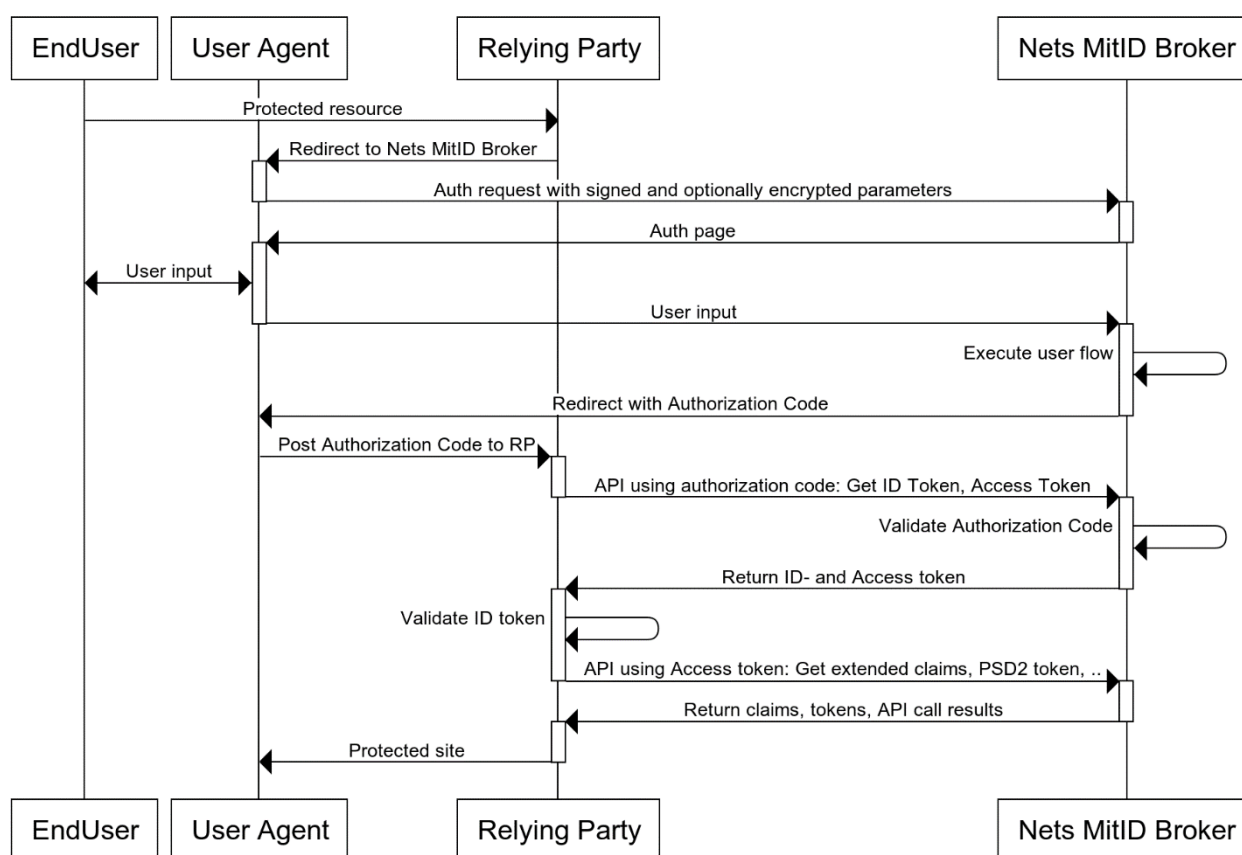 EndUser
User Agent
Relying Party
Nets MitID Broker
Protected resource
Redirect to Nets MitID Broker
Auth request with signed and optionally encrypted parameters
Auth page
User input
User input
Execute user flow
Redirect with Authorization Code
Post Authorization Code to RP
API using authorization code: Get ID Token, Access Token
Validate Authorization Code
Return ID- and Access token
Validate ID token
API using Access token: Get extended claims, PSD2 token, ..
Return claims, tokens, API call results
Protected site
EndUser
User Agent
Relying Party
Nets MitID Broker